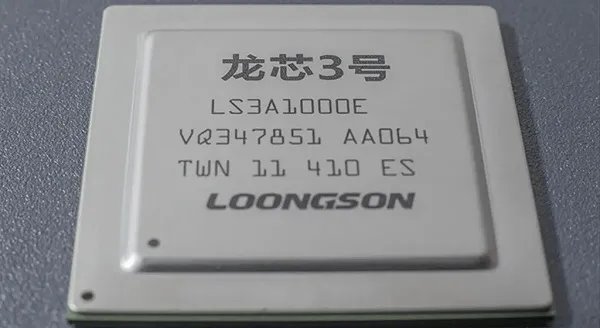 龙芯3号
LS3A1000E
VQ347851 AA064
TWN 11 410 ES
LOONGSON